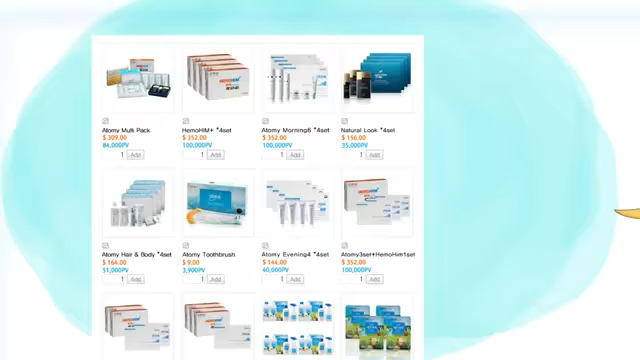 Atomy Mulk Pack
$ 309.00
84,000PV
1 Add
HemoHIM+ *4set
$ 352.00
100,000PV
1 Add
Atomy Morning6 *4set
$ 352.00
100,000PV
1 Add
Natural Look *4set
$ 156.00
35,000PV
1 Add
Atomy Hair & Body *4set
$ 164.00
51,000PV
1 Add
Atomy Toothbrush
$ 9.00
3,900PV
1 Add
Atomy Evening4 *4set
$ 144.00
40,000PV
1 Add
Atomy3set+HemoHim1set
$ 352.00
100,000PV
1 Add